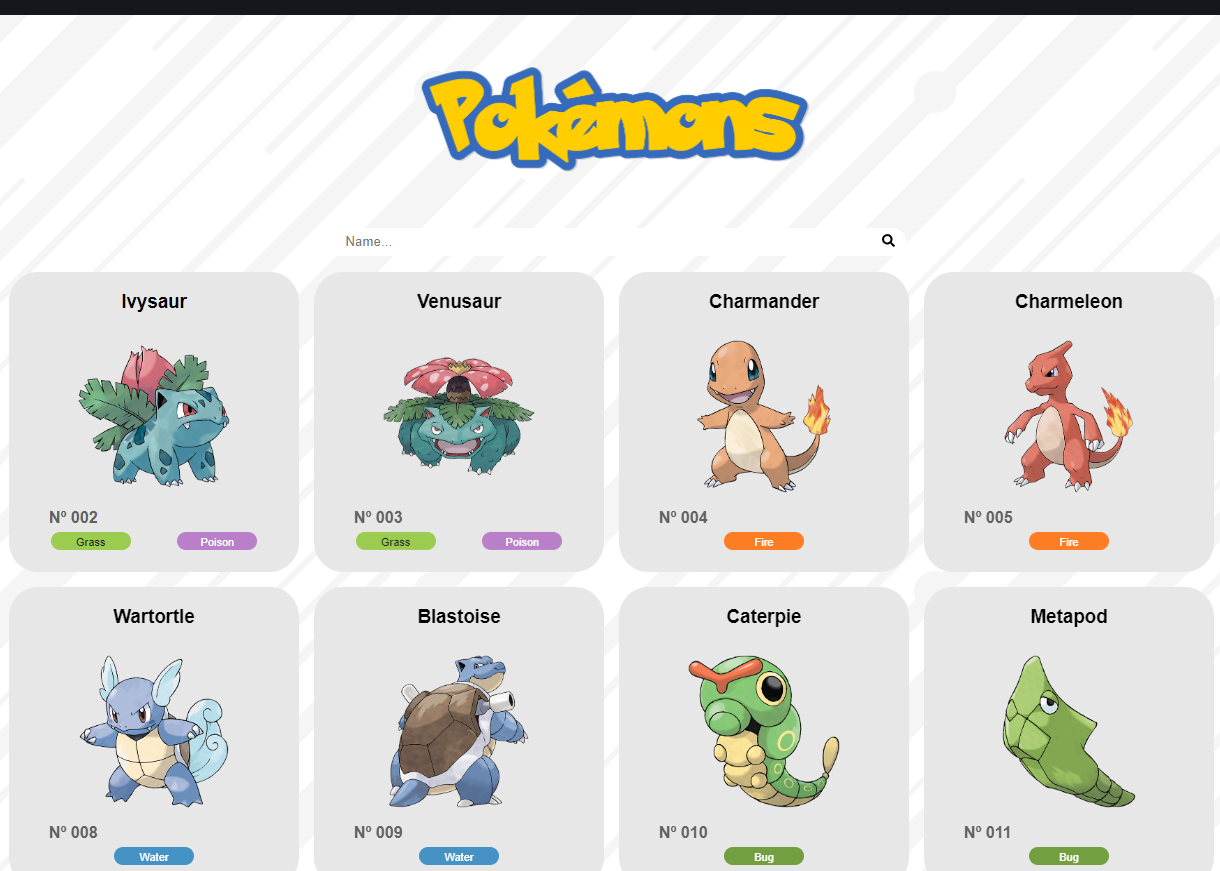 Pokémons
Name...
Ivysaur
Nº 002
Grass Poison
Venusaur
Nº 003
Grass Poison
Charmander
Nº 004
Fire
Charmeleon
Nº 005
Fire
Wartortle
Nº 008
Water
Blastoise
Nº 009
Water
Caterpie
Nº 010
Bug
Metapod
Nº 011
Bug